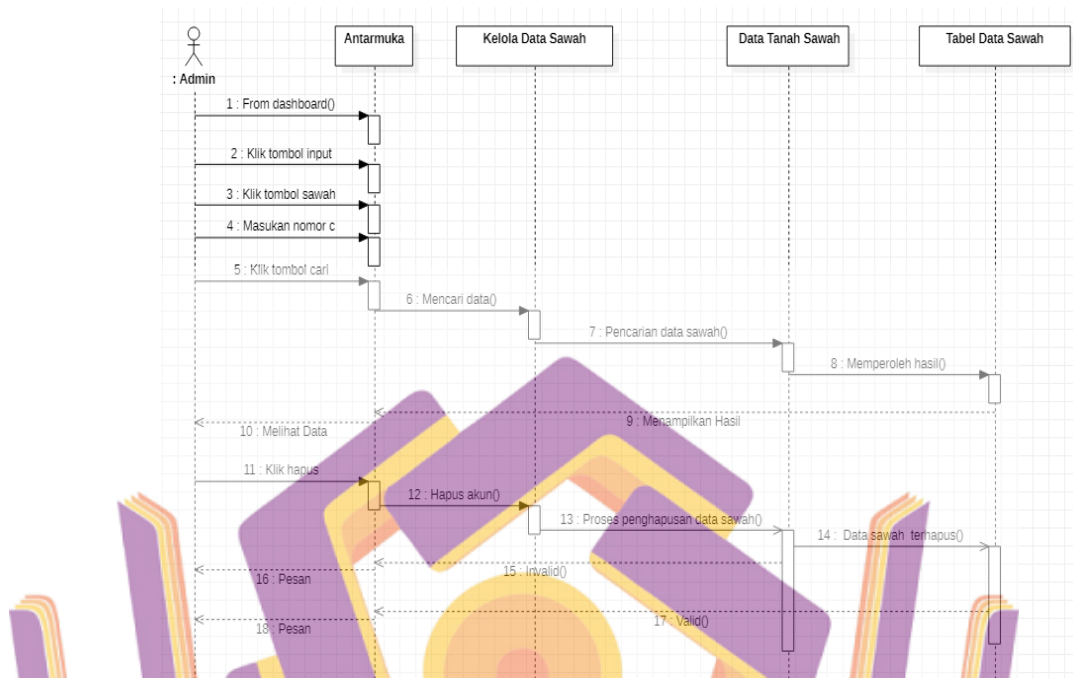 Antarmuka
Kelola Data Sawah
Data Tanah Sawah
Tabel Data Sawah
: Admin
1 : From dashboard()
2 : Klik tombol input
3 : Klik tombol sawah
4 : Masukan nomor c
5 : Klik tombol cari
6 : Mencari data()
7 : Pencarian data sawah()
8 : Memperoleh hasil()
9 : Menampilkan Hasil
10 : Melihat Data
11 : Klik hapus
12 : Hapus akun()
13 : Proses penghapusan data sawah()
14 : Data sawah terhapus()
15 : Invalid()
16 : Pesan
17 : Valid()
18 : Pesan